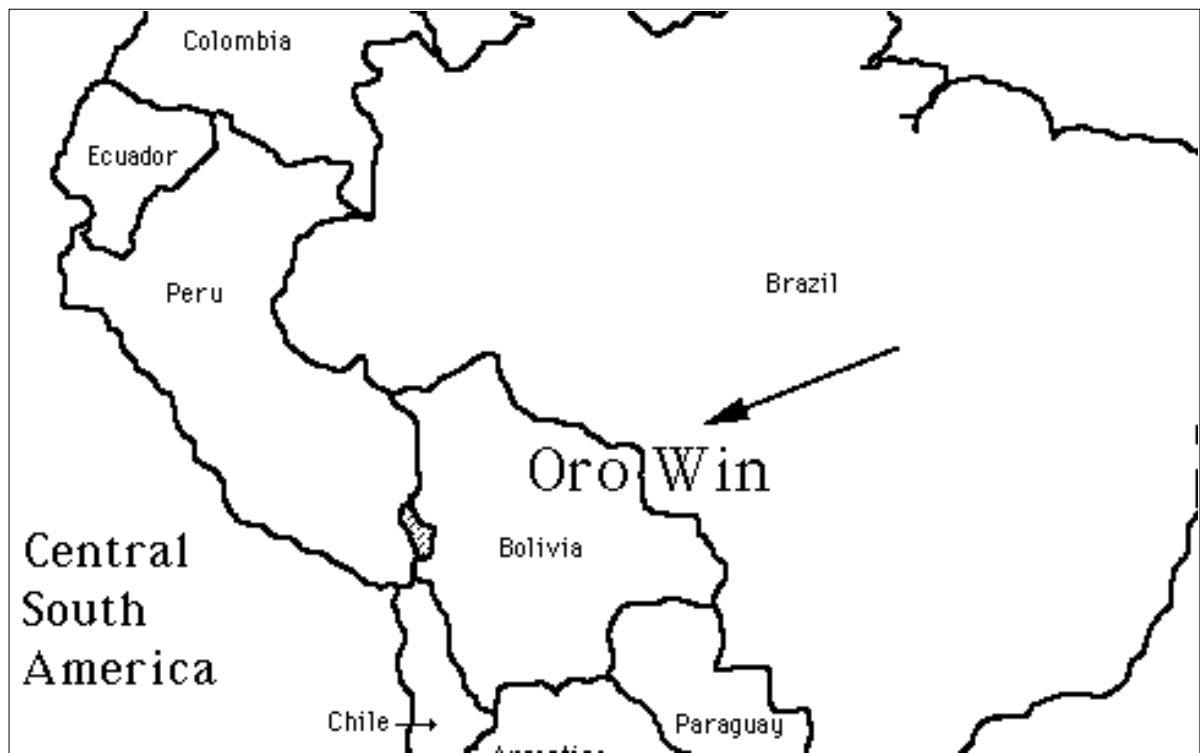 Colombia
Ecuador
Peru
Brazil
Oro Win
Bolivia
Central
South
America
Chile
Paraguay